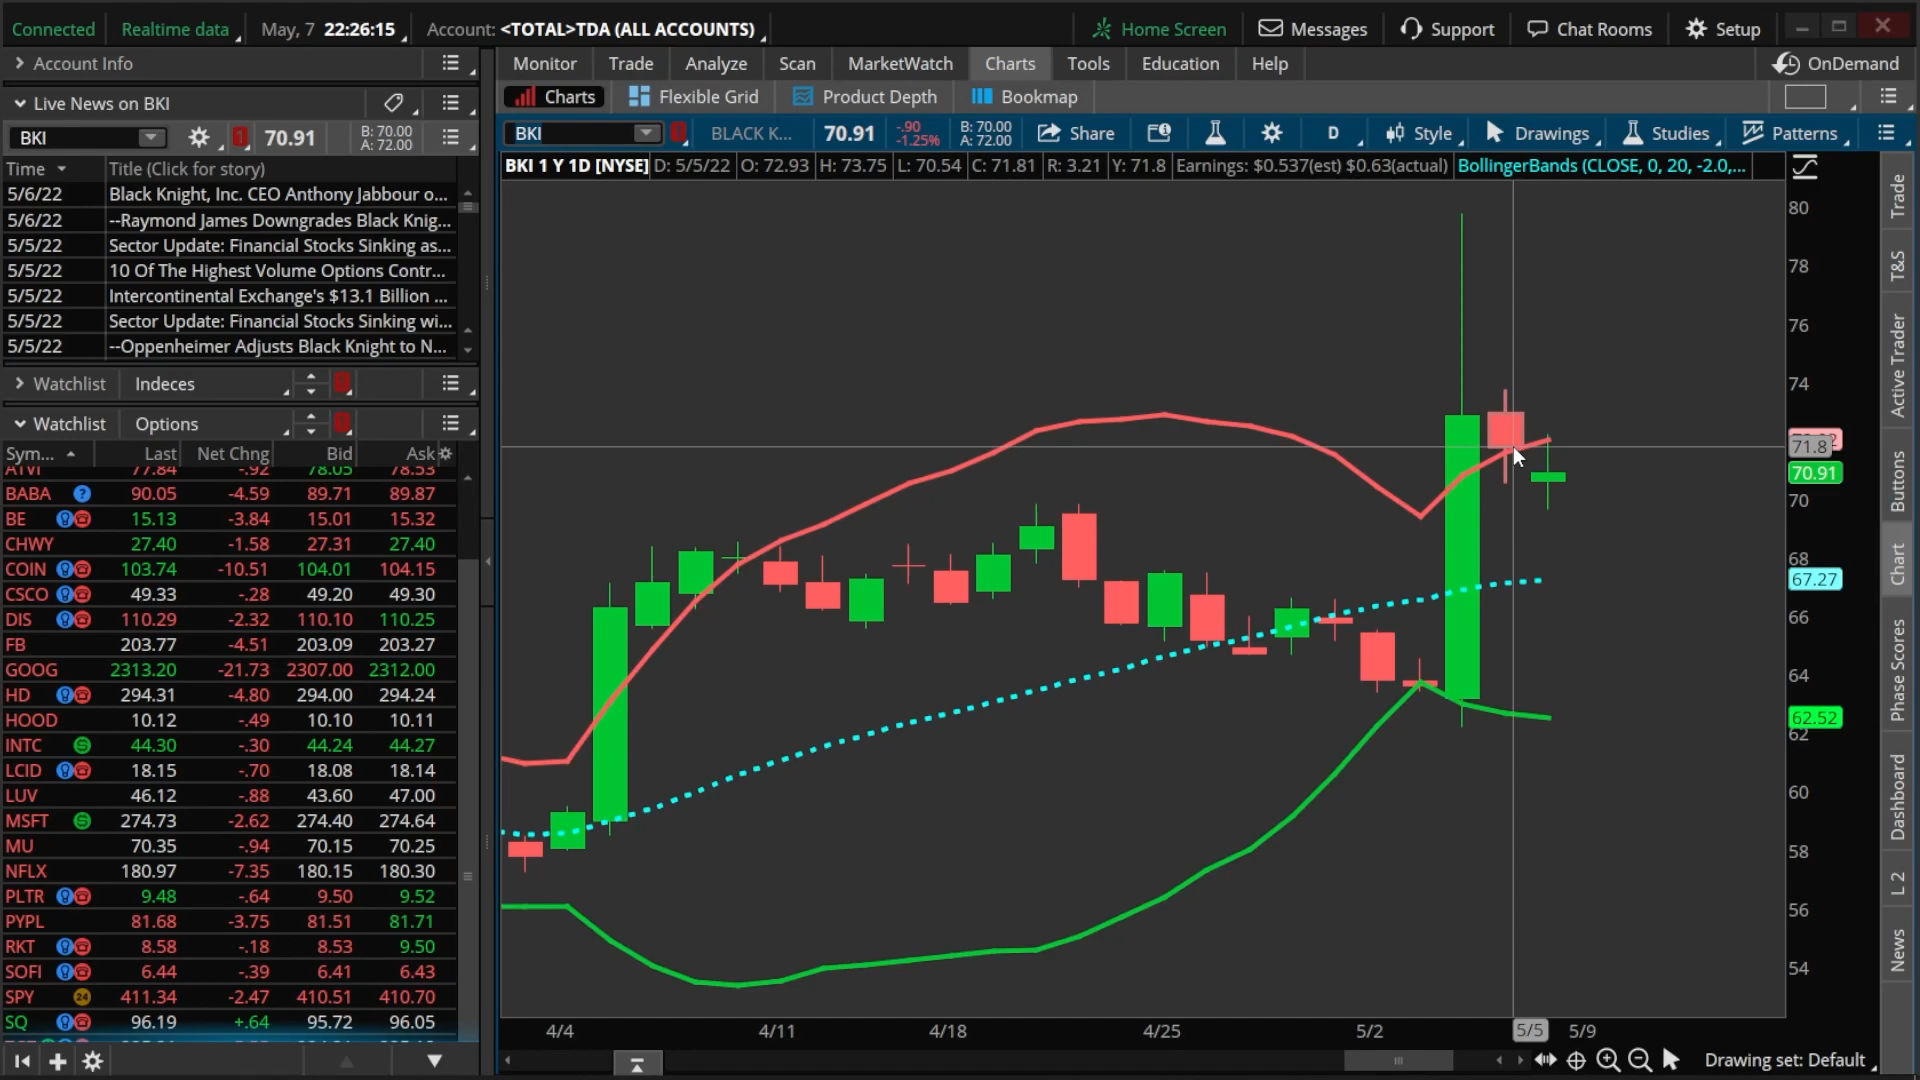 Connected Realtime data May, 7 22:26:15 Account: <TOTAL>TDA (ALL ACCOUNTS) Home Screen Messages Support Chat Rooms Setup
Account Info
Live News on BKI
BKI 70.91 B: 70.00 A: 72.00
Time Title (Click for story)
5/6/22 Black Knight, Inc. CEO Anthony Jabbour o...
5/6/22 --Raymond James Downgrades Black Knig...
5/5/22 Sector Update: Financial Stocks Sinking as...
5/5/22 10 Of The Highest Volume Options Contr...
5/5/22 Intercontinental Exchange's $13.1 Billion ...
5/5/22 Sector Update: Financial Stocks Sinking wi...
5/5/22 --Oppenheimer Adjusts Black Knight to N...
Watchlist Indeces
Watchlist Options
Sym... Last Net Chng Bid Ask
ATVI 77.84 -.92 78.05 78.53
BABA 90.05 -4.59 89.71 89.87
BE 15.13 -3.84 15.01 15.32
CHWY 27.40 -1.58 27.31 27.40
COIN 103.74 -10.51 104.01 104.15
CSCO 49.33 -.28 49.20 49.30
DIS 110.29 -2.32 110.10 110.25
FB 203.77 -4.51 203.09 203.27
GOOG 2313.20 -21.73 2307.00 2312.00
HD 294.31 -4.80 294.00 294.24
HOOD 10.12 -.49 10.10 10.11
INTC 44.30 -.30 44.24 44.27
LCID 18.15 -.70 18.08 18.14
LUV 46.12 -.88 43.60 47.00
MSFT 274.73 -2.62 274.40 274.64
MU 70.35 -.94 70.15 70.25
NFLX 180.97 -7.35 180.15 180.30
PLTR 9.48 -.64 9.50 9.52
PYPL 81.68 -3.75 81.51 81.71
RKT 8.58 -.18 8.53 9.50
SOFI 6.44 -.39 6.41 6.43
SPY 24 411.34 -2.47 410.51 410.70
SQ 96.19 +.64 95.72 96.05
Monitor Trade Analyze Scan MarketWatch Charts Tools Education Help OnDemand
Charts Flexible Grid Product Depth Bookmap
BKI BLACK K... 70.91 -.90 -1.25% B: 70.00 A: 72.00 Share D Style Drawings Studies Patterns
BKI 1 Y 1D [NYSE] D: 5/5/22 O: 72.93 H: 73.75 L: 70.54 C: 71.81 R: 3.21 Y: 71.8 Earnings: $0.537(est) $0.63(actual) BollingerBands (CLOSE, 0, 20, -2.0,...
80
78
76
74
71.8
70.91
70
68
67.27
66
64
62.52
62
60
58
56
54
4/4 4/11 4/18 4/25 5/2 5/5 5/9
Drawing set: Default
Trade
T&S
Active Trader
Buttons
Chart
Phase Scores
Dashboard
L 2
News